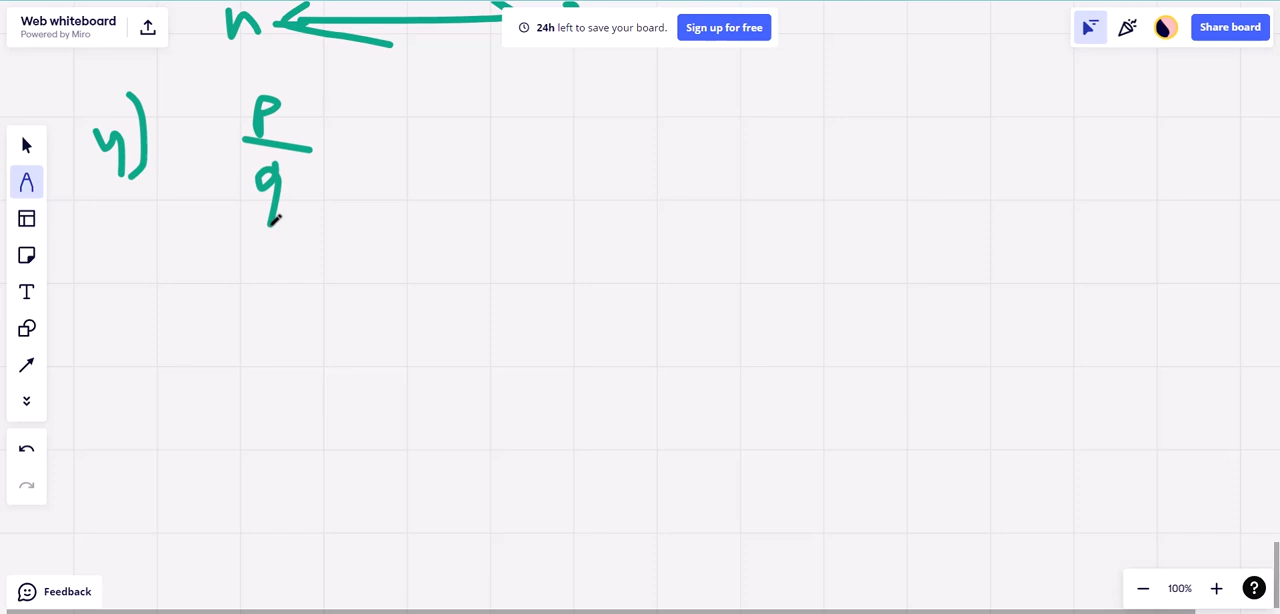 Web whiteboard
Powered by Miro
24h left to save your board.
Sign up for free
Share board
n
4)
p
q
T
100%
?
Feedback